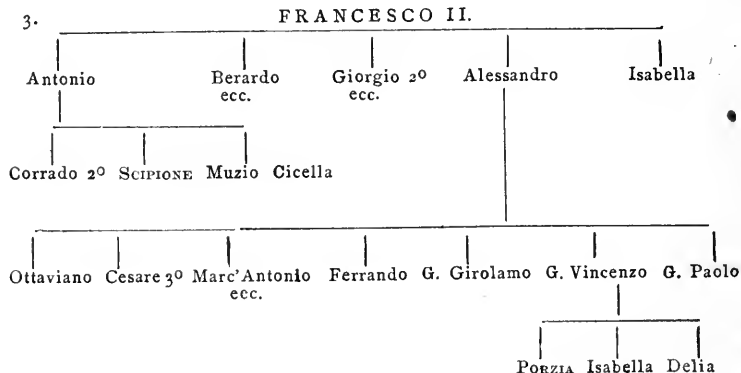 3. FRANCESCO II.
Antonio Berardo Giorgio 2º Alessandro Isabella
ecc. ecc.
Corrado 2º SCIPIONE Muzio Cicella
Ottaviano Cesare 3º Marc'Antonio Ferrando G. Girolamo G. Vincenzo G. Paolo
ecc.
PORZIA Isabella Delia